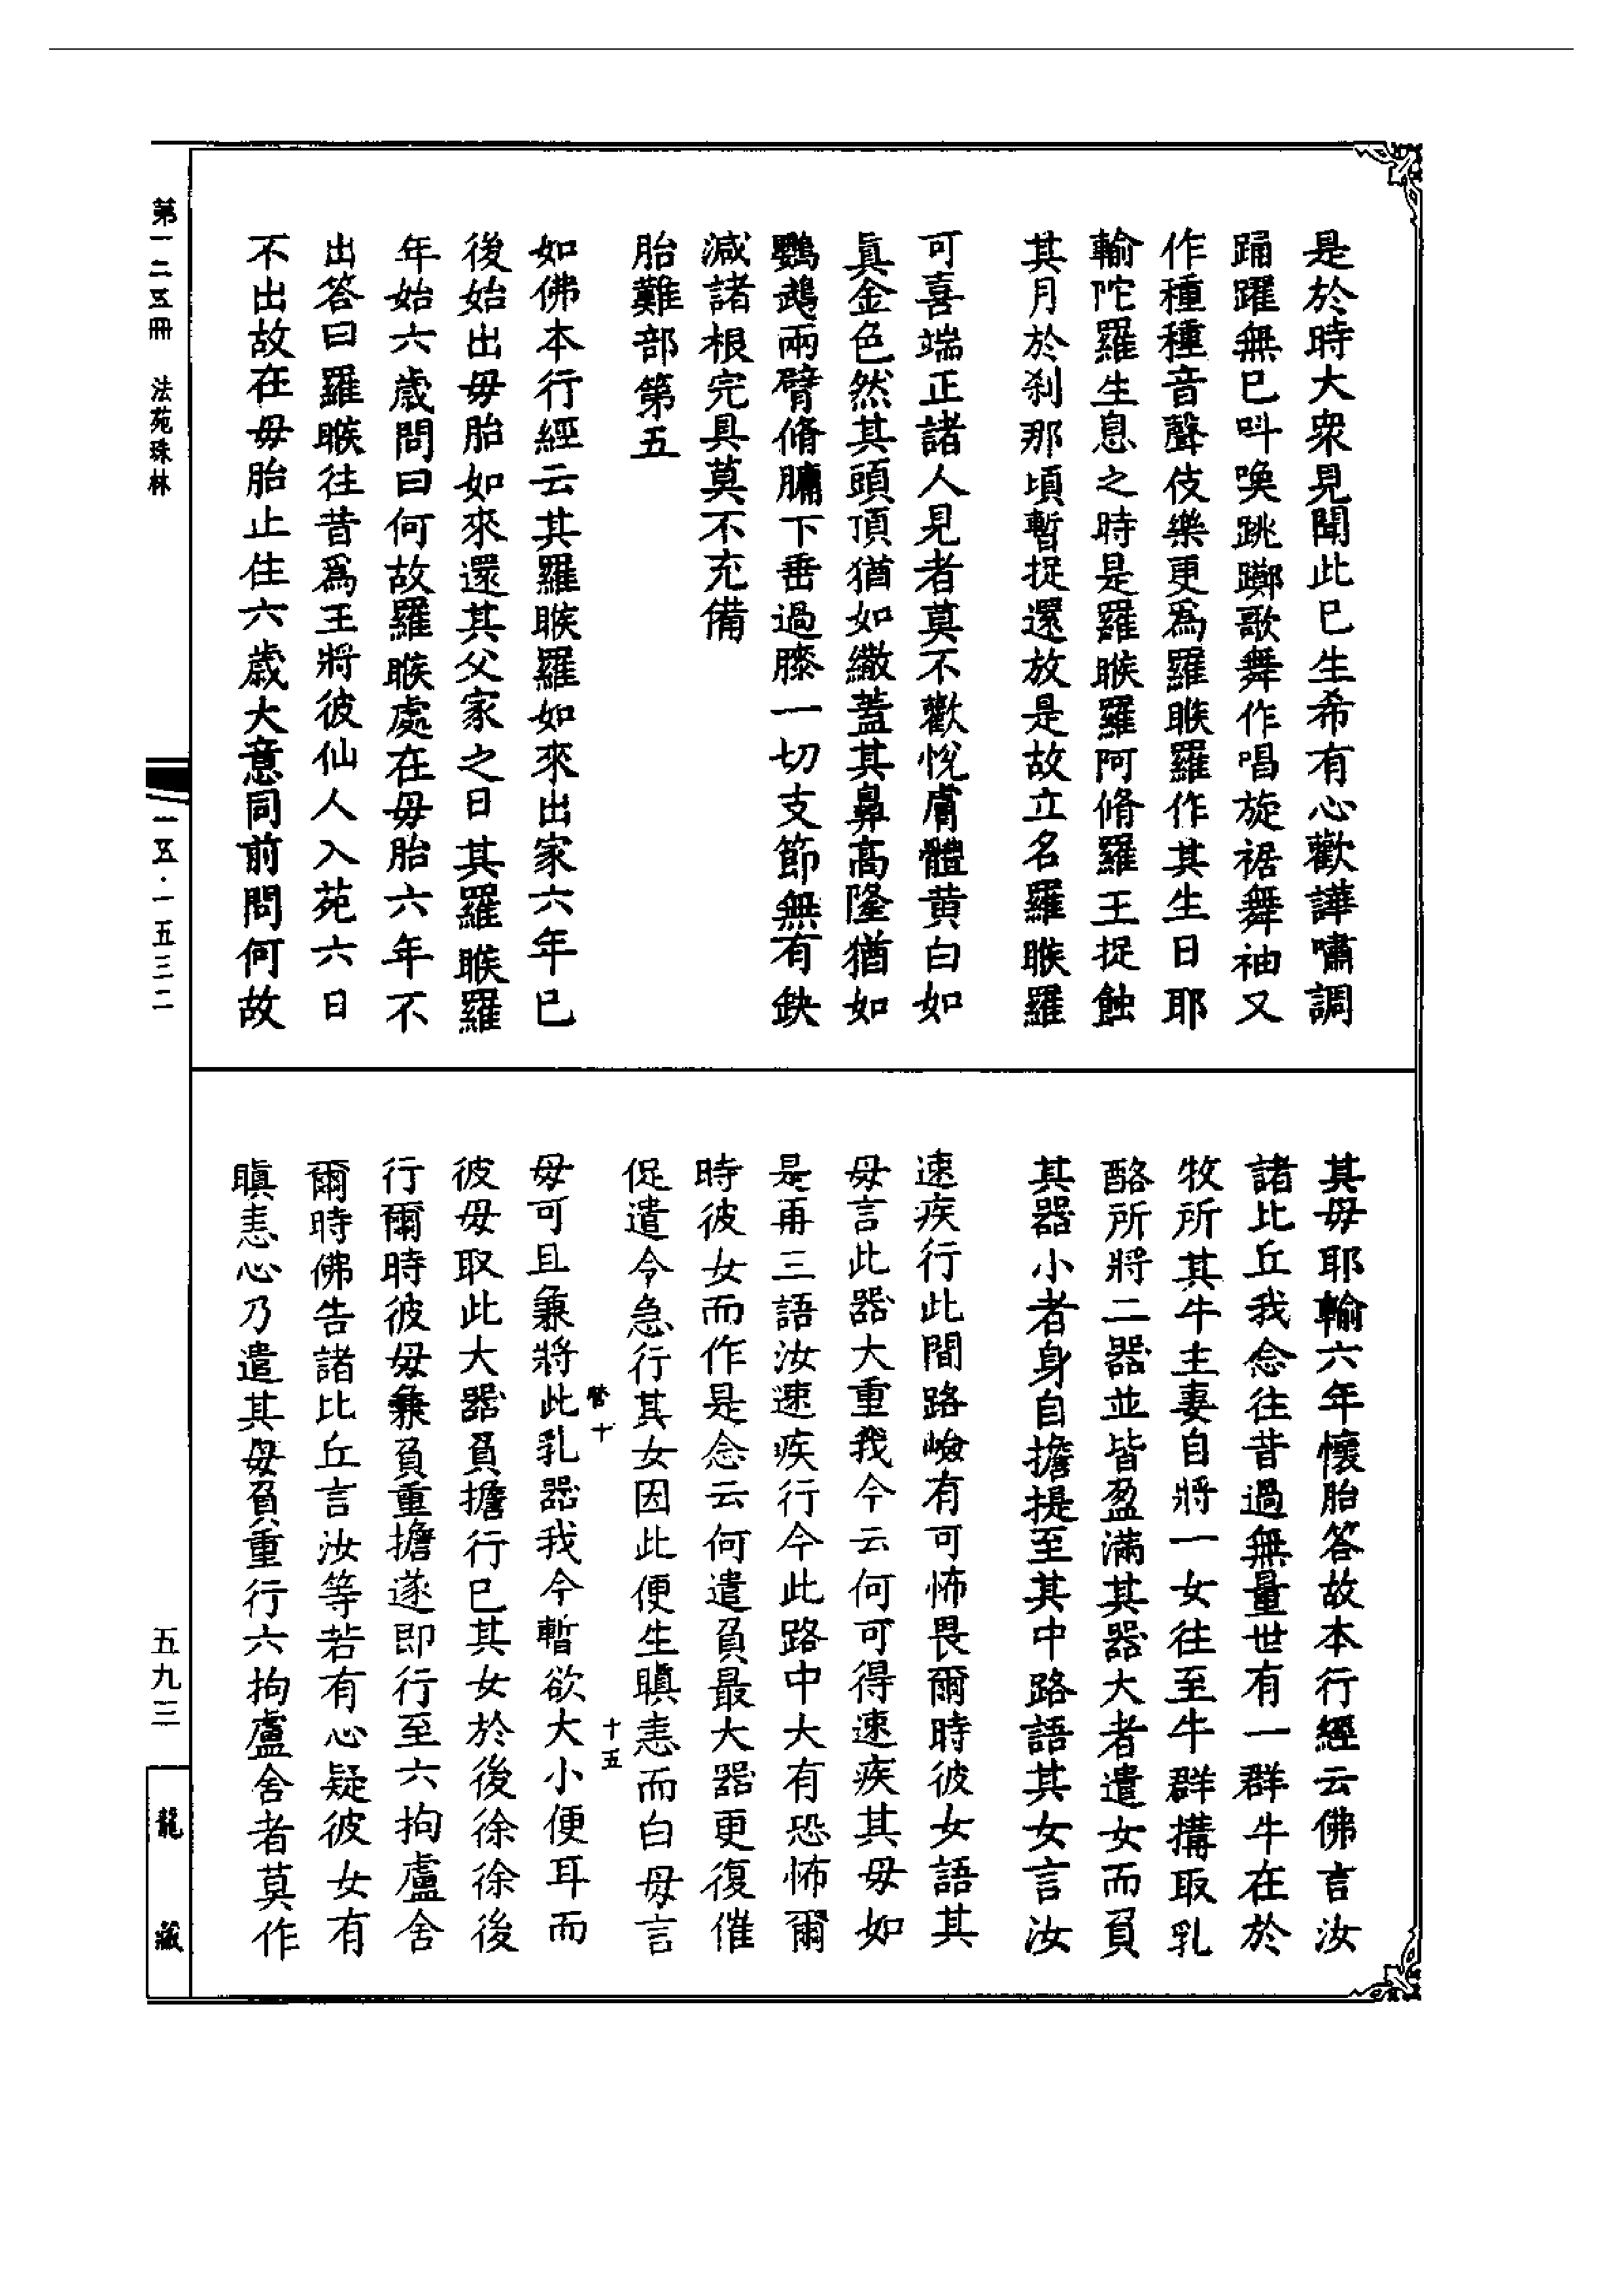 是於時大衆見聞此已生希有心歡譁嘯調
踊躍無已呌喚跳躑歌舞作唱旋裾舞袖又
作種種音聲伎樂更爲羅睺羅作其生日耶
輸陀羅生息之時是羅睺羅阿脩羅王捉蝕
其月於刹那頃暫捉還放是故立名羅睺羅
可喜端正諸人見者莫不歡悅膚體黃白如
眞金色然其頭頂猶如繖蓋其鼻高隆猶如
鸚鵡兩臂脩𦟛下垂過膝一切支節無有缺
減諸根完具莫不充備
胎難部第五
如佛本行經云其羅睺羅如來出家六年已
後始出毋胎如來還其父家之日其羅睺羅
年始六歲問曰何故羅睺處在毋胎六年不
出答曰羅睺往昔爲王將彼仙人入苑六日
不出故在毋胎止住六歲大意同前問何故
其毋耶輸六年懷胎答故本行經云佛言汝
諸比丘我念往昔過無量世有一群牛在於
牧所其牛主妻自將一女往至牛群搆取乳
酪所將二器並皆盈滿其器大者遣女而負
其器小者身自擔提至其中路語其女言汝
速疾行此間路嶮有可怖畏爾時彼女語其
毋言此器大重我今云何可得速疾其毋如
是再三語汝速疾行今此路中大有恐怖爾
時彼女而作是念云何遣負最大器更復催
促遣令急行其女因此便生瞋恚而白毋言
毋可且兼將此乳器我今暫欲大小便耳而
彼毋取此大器負擔行已其女於後徐徐後
行爾時彼毋兼負重擔遂即行至六拘盧舍
爾時佛告諸比丘言汝等若有心疑彼女有
瞋恚心乃遣其毋負重行六拘盧舍者莫作
十五
第一二五冊 法苑珠林
一五·一五三二
五九三
龍藏